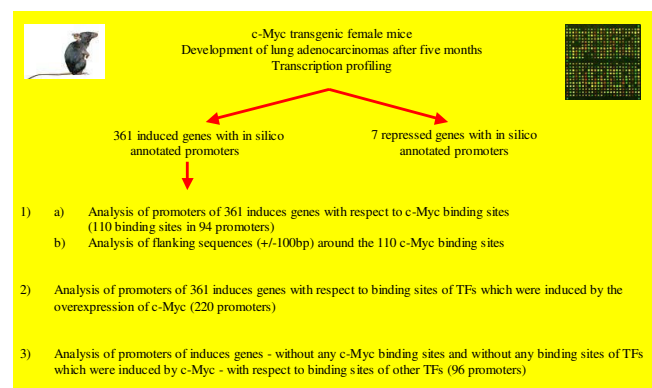 c-Myc transgenic female mice
Development of lung adenocarcinomas after five months
Transcription profiling
361 induced genes with in silico
annotated promoters
7 repressed genes with in silico
annotated promoters
1) a) Analysis of promoters of 361 induces genes with respect to c-Myc binding sites
(110 binding sites in 94 promoters)
b) Analysis of flanking sequences (+/-100bp) around the 110 c-Myc binding sites
2) Analysis of promoters of 361 induces genes with respect to binding sites of TFs which were induced by the
overexpression of c-Myc (220 promoters)
3) Analysis of promoters of induces genes - without any c-Myc binding sites and without any binding sites of TFs
which were induced by c-Myc - with respect to binding sites of other TFs (96 promoters)